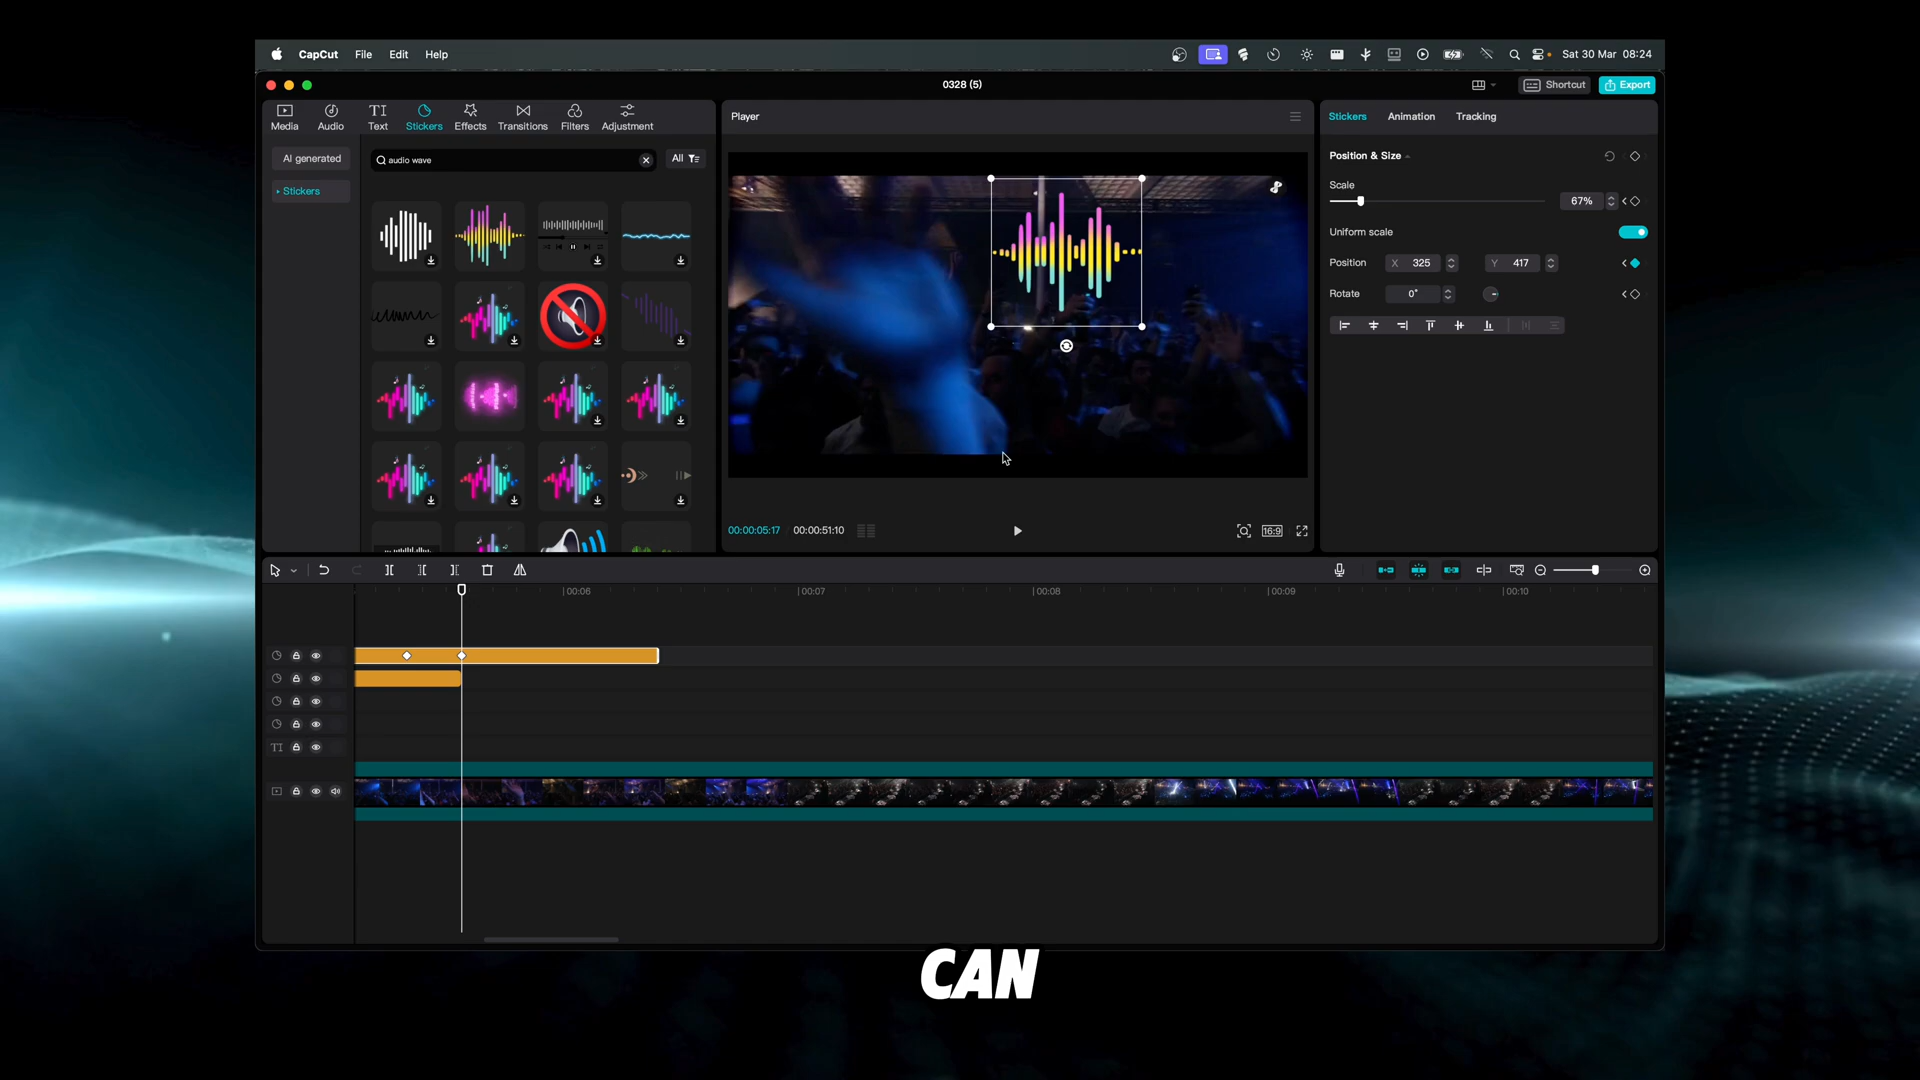 CapCut File Edit Help Sat 30 Mar 08:24
0328 (5) Shortcut Export
Media Audio Text Stickers Effects Transitions Filters Adjustment
AI generated
Stickers
audio wave All
Player
Stickers Animation Tracking
Position & Size
Scale
67%
Uniform scale
Position X 325 Y 417
Rotate 0°
00:00:05:17 00:00:51:10 16:9
00:06 00:07 00:08 00:09 00:10
TI
CAN